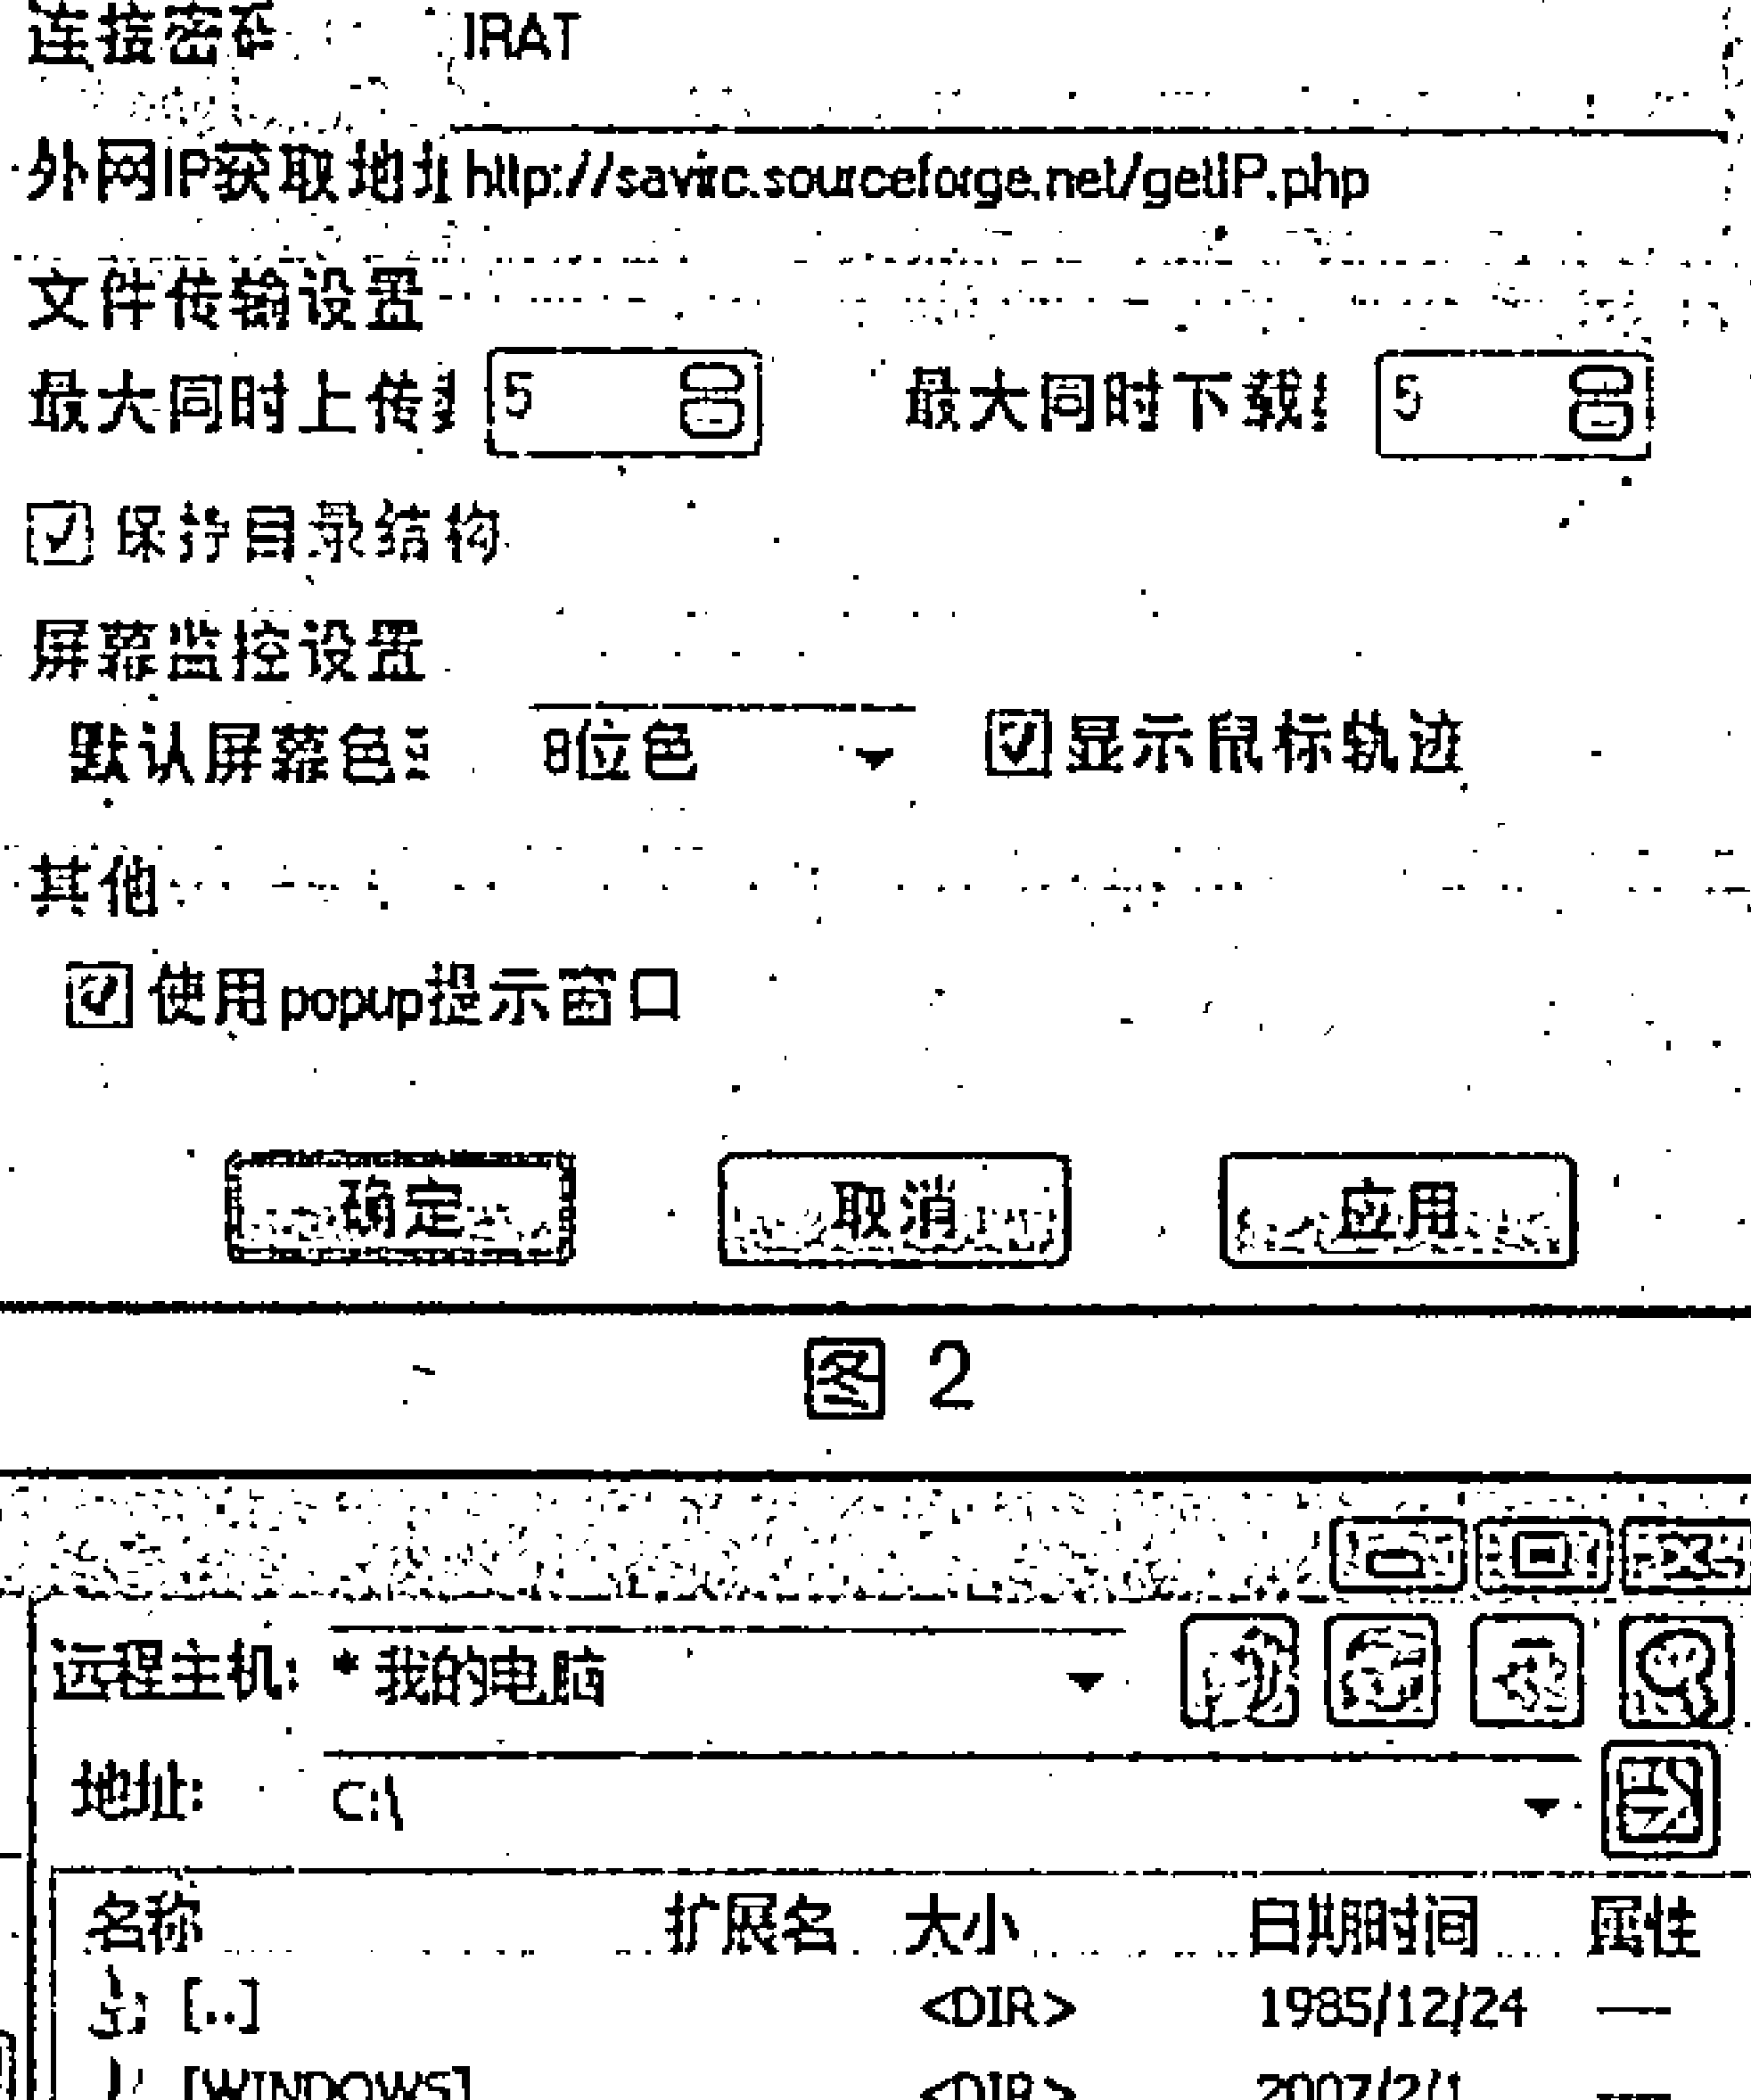 连接密码 IRAT
外网IP获取地址 http://savirc.sourceforge.net/getIP.php
文件传输设置
最大同时上传 5 最大同时下载 5
保持目录结构
屏幕监控设置
默认屏幕色 8位色 显示鼠标轨迹
其他
使用popup提示窗口
确定 取消 应用
图 2
远程主机: * 我的电脑
地址: C:\
名称 扩展名 大小 日期时间 属性
[..] <DIR> 1985/12/24 ----
[WINDOWS] <DIR> 2007/2/1